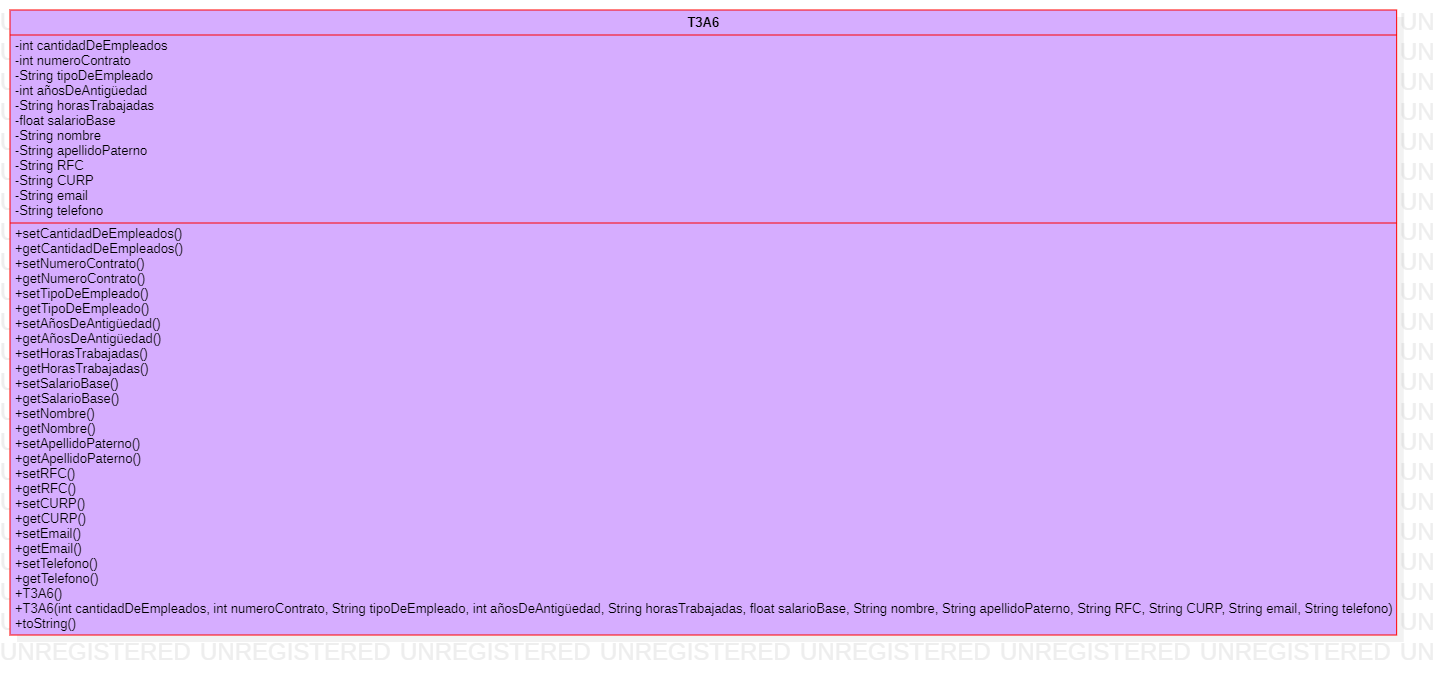 T3A6
-int cantidadDeEmpleados
-int numeroContrato
-String tipoDeEmpleado
-int añosDeAntigüedad
-String horasTrabajadas
-float salarioBase
-String nombre
-String apellidoPaterno
-String RFC
-String CURP
-String email
-String telefono
+setCantidadDeEmpleados()
+getCantidadDeEmpleados()
+setNumeroContrato()
+getNumeroContrato()
+setTipoDeEmpleado()
+getTipoDeEmpleado()
+setAñosDeAntigüedad()
+getAñosDeAntigüedad()
+setHorasTrabajadas()
+getHorasTrabajadas()
+setSalarioBase()
+getSalarioBase()
+setNombre()
+getNombre()
+setApellidoPaterno()
+getApellidoPaterno()
+setRFC()
+getRFC()
+setCURP()
+getCURP()
+setEmail()
+getEmail()
+setTelefono()
+getTelefono()
+T3A6()
+T3A6(int cantidadDeEmpleados, int numeroContrato, String tipoDeEmpleado, int añosDeAntigüedad, String horasTrabajadas, float salarioBase, String nombre, String apellidoPaterno, String RFC, String CURP, String email, String telefono)
+toString()
UNREGISTERED UNREGISTERED UNREGISTERED UNREGISTERED UNREGISTERED UNREGISTERED UNREGISTERED UN